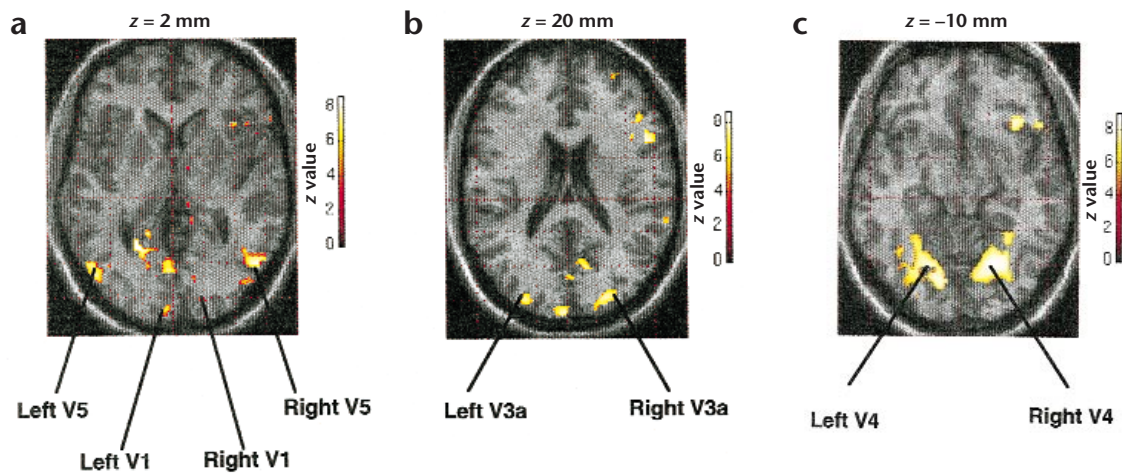 a
z = 2 mm
8
6
4
2
0
z value
Left V5
Left V1
Right V1
Right V5
b
z = 20 mm
8
6
4
2
0
z value
Left V3a
Right V3a
c
z = –10 mm
8
6
4
2
0
z value
Left V4
Right V4